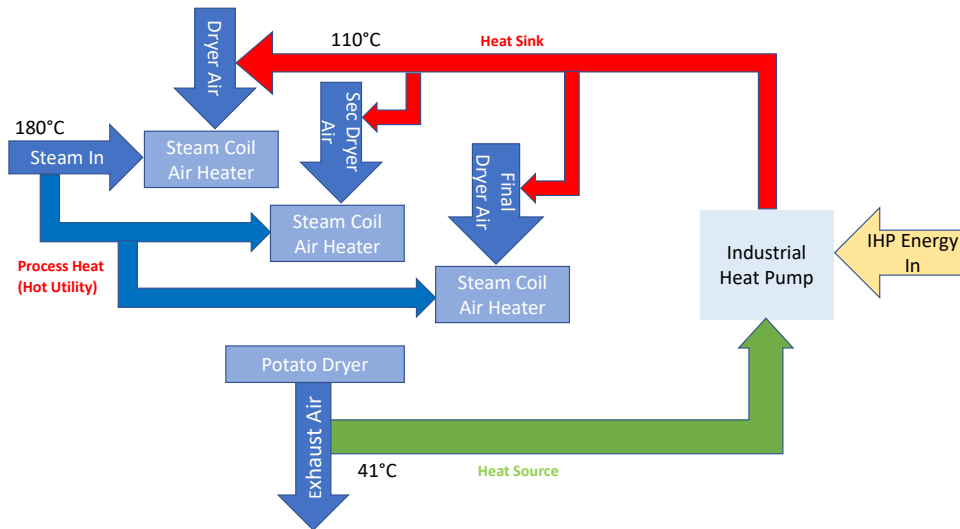 110°C
Heat Sink
Dryer Air
Sec Dryer
Air
180°C
Steam In
Steam Coil
Air Heater
Final
Dryer Air
Steam Coil
Air Heater
Industrial
Heat Pump
IHP Energy
In
Process Heat
(Hot Utility)
Steam Coil
Air Heater
Potato Dryer
Exhaust Air
41°C
Heat Source